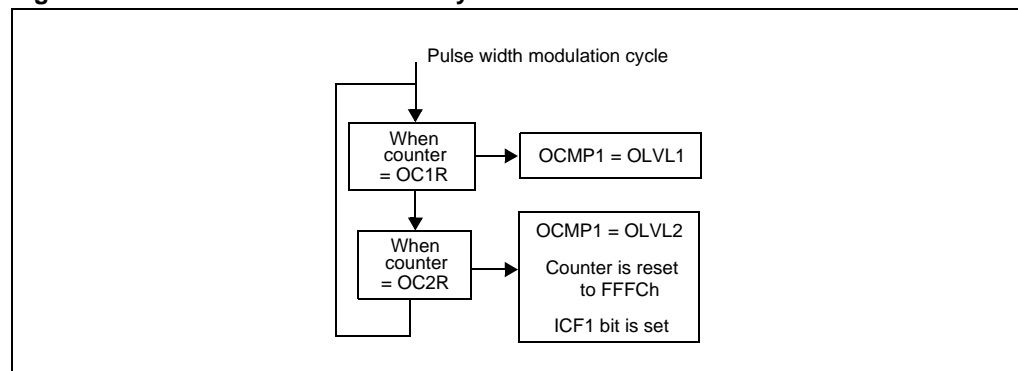 Pulse width modulation cycle
When
counter
= OC1R
OCMP1 = OLVL1
When
counter
= OC2R
OCMP1 = OLVL2
Counter is reset
to FFFCh
ICF1 bit is set